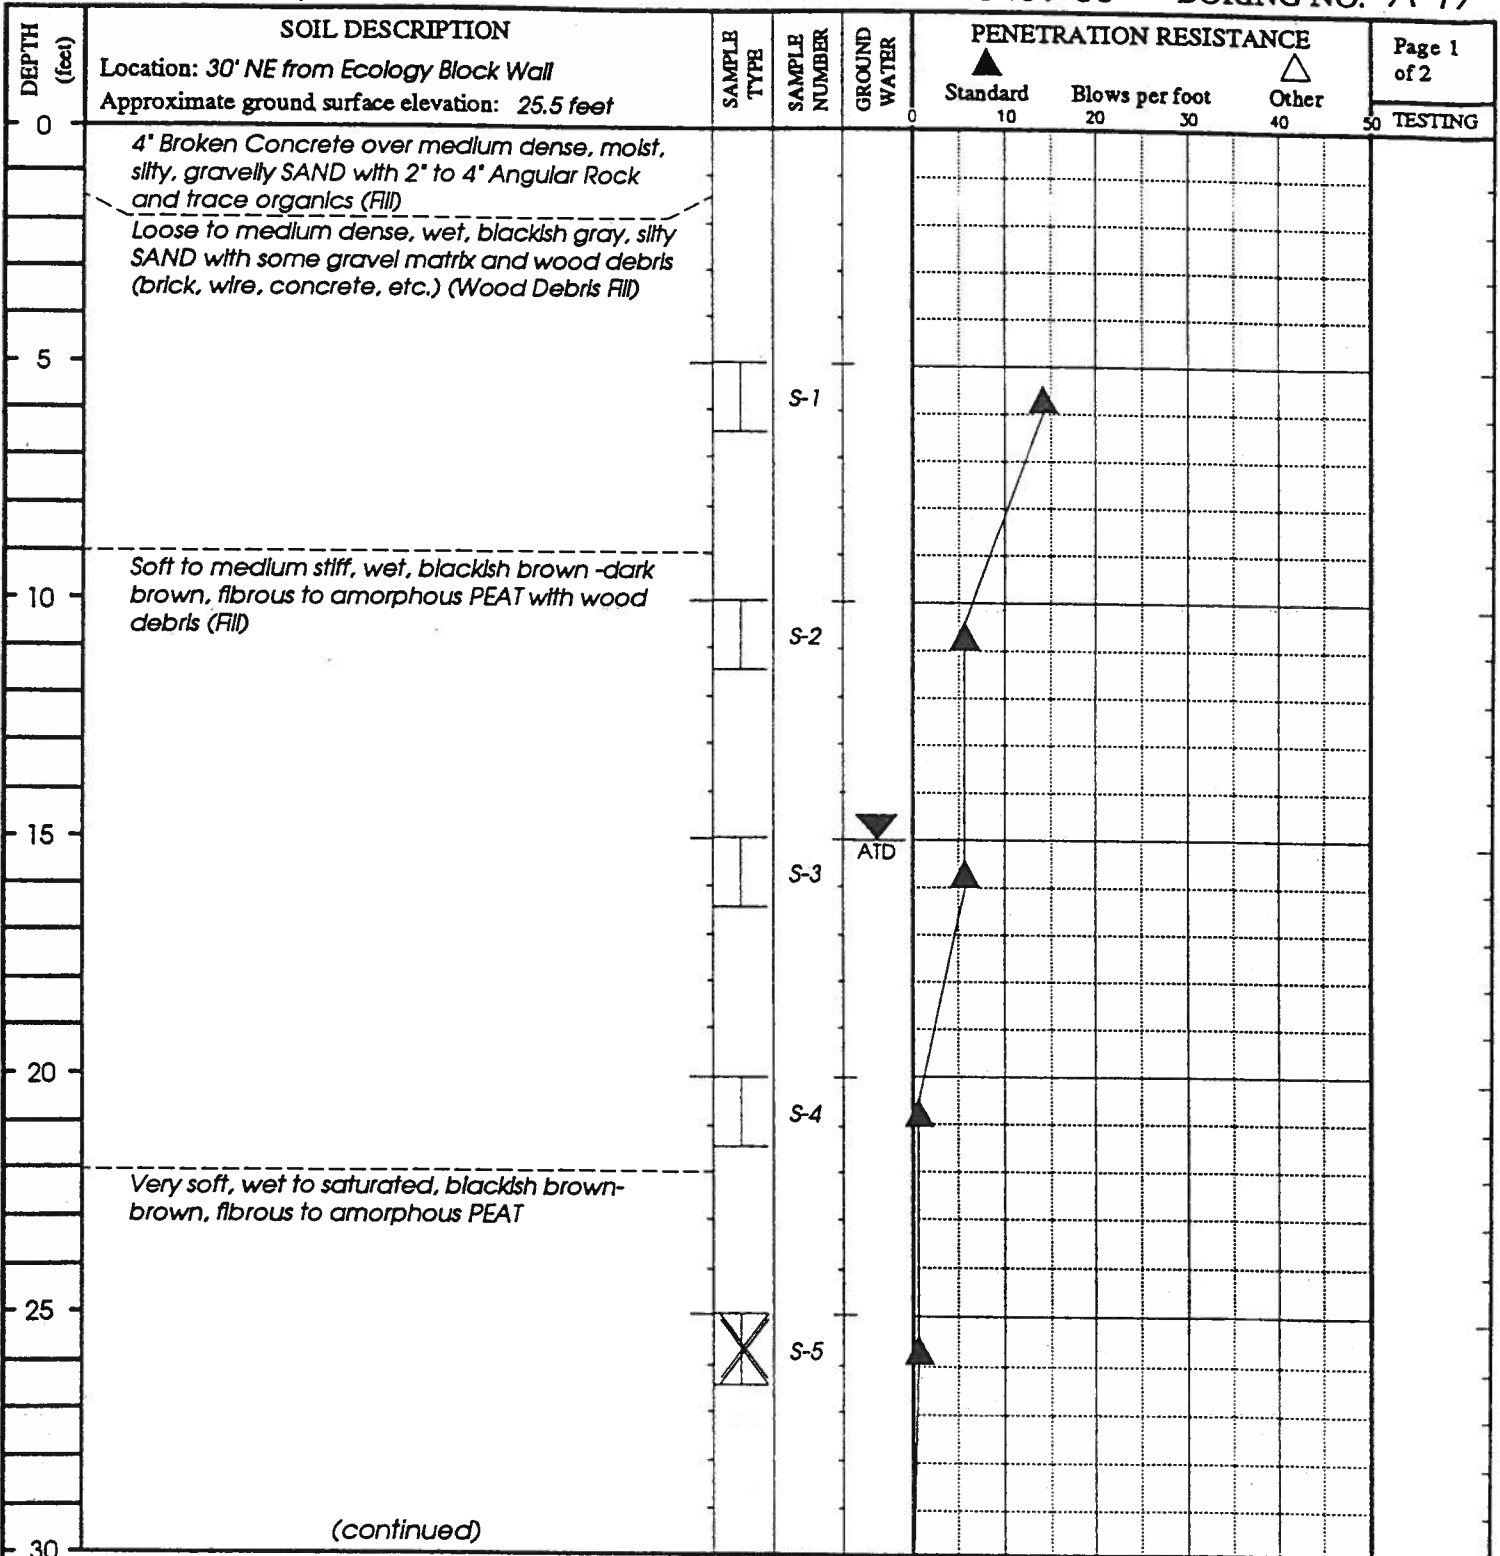 BORING NO.
DEPTH (feet)
SOIL DESCRIPTION
Location: 30' NE from Ecology Block Wall
Approximate ground surface elevation: 25.5 feet
SAMPLE TYPE
SAMPLE NUMBER
GROUND WATER
PENETRATION RESISTANCE
Standard Blows per foot Other
0 10 20 30 40 50
Page 1
of 2
TESTING
0
4" Broken Concrete over medium dense, moist,
silty, gravelly SAND with 2" to 4" Angular Rock
and trace organics (Fill)
Loose to medium dense, wet, blackish gray, silty
SAND with some gravel matrix and wood debris
(brick, wire, concrete, etc.) (Wood Debris Fill)
5
S-1
Soft to medium stiff, wet, blackish brown -dark
brown, fibrous to amorphous PEAT with wood
debris (Fill)
10
S-2
15
ATD
S-3
20
S-4
Very soft, wet to saturated, blackish brown-
brown, fibrous to amorphous PEAT
25
S-5
(continued)
30